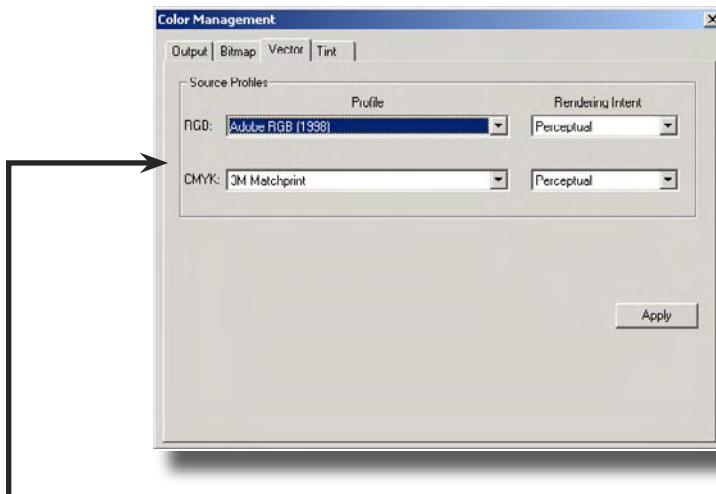 Color Management
Output Bitmap Vector Tint
Source Profiles
Profile Rendering Intent
RGB: Adobe RGB (1998) Perceptual
CMYK: 3M Matchprint Perceptual
Apply